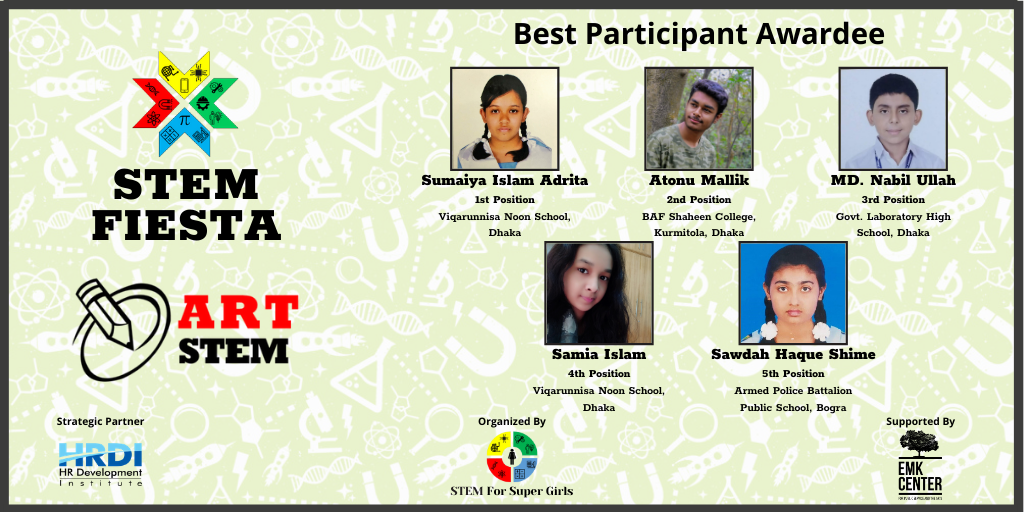 Best Participant Awardee
STEM
FIESTA
π
Sumaiya Islam Adrita
1st Position
Viqarunnisa Noon School,
Dhaka
Atonu Mallik
2nd Position
BAF Shaheen College,
Kurmitola, Dhaka
MD. Nabil Ullah
3rd Position
Govt. Laboratory High
School, Dhaka
ART
STEM
Samia Islam
4th Position
Viqarunnisa Noon School,
Dhaka
Sawdah Haque Shime
5th Position
Armed Police Battalion
Public School, Bogra
Strategic Partner
HRDI
HR Development
Institute
Organized By
STEM For Super Girls
Supported By
EMK
CENTER